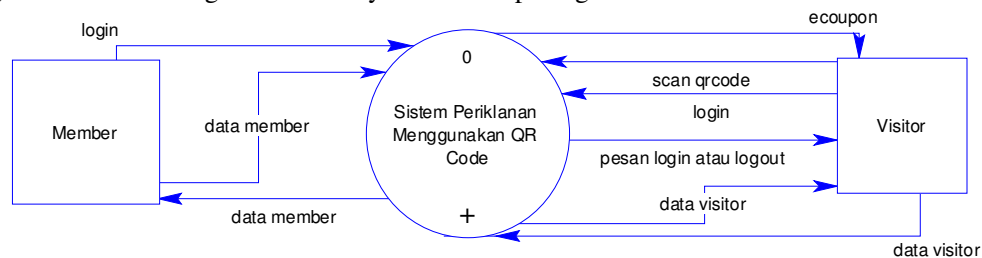 ecoupon
login
0
scan qrcode
Sistem Periklanan
Menggunakan QR
Code
login
Member
data member
Visitor
pesan login atau logout
data visitor
data member
+
data visitor